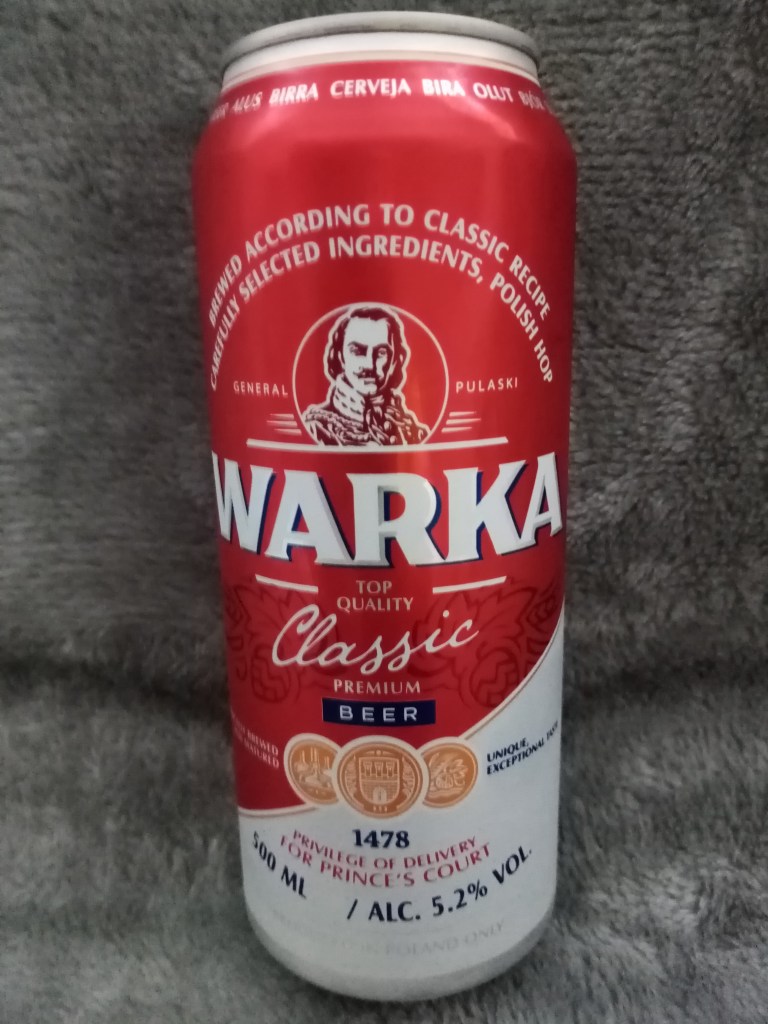 ALUS BIRRA CERVEJA BIRA OLUT
BREWED ACCORDING TO CLASSIC RECIPE
CAREFULLY SELECTED INGREDIENTS, POLISH HOP
GENERAL PULASKI
WARKA
TOP
QUALITY
Classic
PREMIUM
BEER
BREWED
UNIQUE,
EXCEPTIONAL TASTE
1478
PRIVILEGE OF DELIVERY
FOR PRINCE'S COURT
500 ML / ALC. 5.2% VOL.